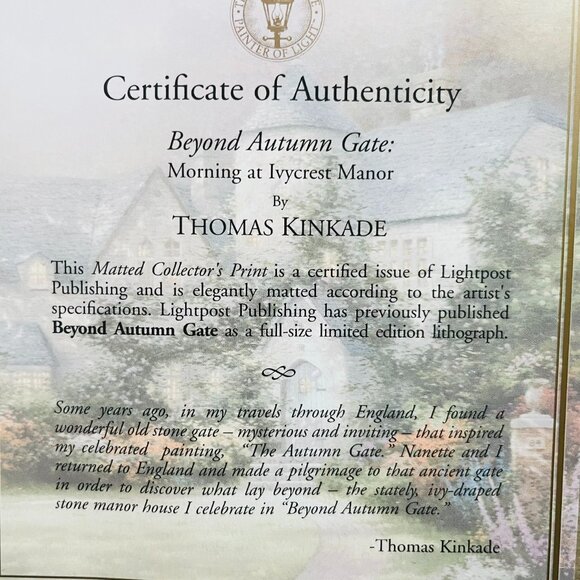 PAINTER OF LIGHT
Certificate of Authenticity
Beyond Autumn Gate:
Morning at Ivycrest Manor
By
THOMAS KINKADE
This Matted Collector's Print is a certified issue of Lightpost
Publishing and is elegantly matted according to the artist's
specifications. Lightpost Publishing has previously published
Beyond Autumn Gate as a full-size limited edition lithograph.
Some years ago, in my travels through England, I found a
wonderful old stone gate – mysterious and inviting – that inspired
my celebrated painting, "The Autumn Gate." Nanette and I
returned to England and made a pilgrimage to that ancient gate
in order to discover what lay beyond – the stately, ivy-draped
stone manor house I celebrate in "Beyond Autumn Gate."
-Thomas Kinkade